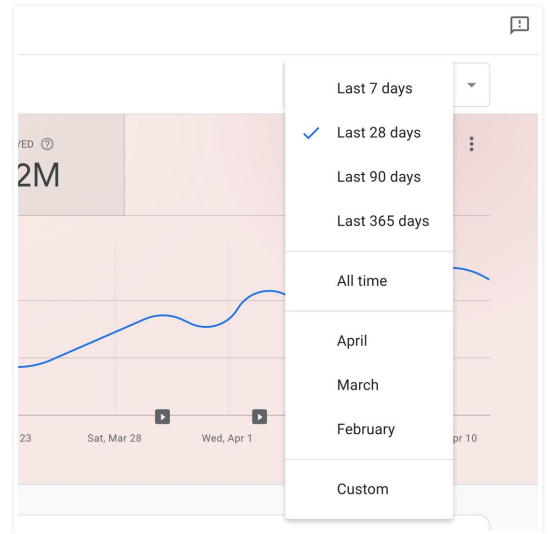 Last 7 days
YED
2M
Last 28 days
Last 90 days
Last 365 days
All time
April
March
February
Custom
23
Sat, Mar 28
Wed, Apr 1
pr 10